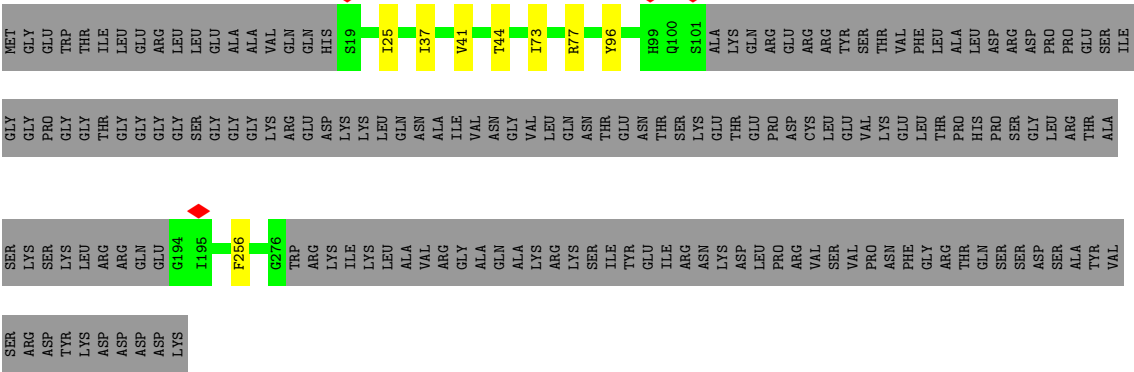 MET GLY GLU TRP THR ILE LEU GLU ARG LEU LEU GLU ALA ALA VAL GLN GLN HIS S19 I25 I37 V41 T44 I73 R77 Y96 H99 Q100 S101 ALA LYS GLN ARG GLU ARG ARG TYR SER THR VAL PHE LEU ALA LEU ASP ARG ASP PRO PRO GLU SER ILE
GLY GLY PRO GLY GLY THR GLY GLY GLY GLY SER GLY GLY GLY LYS ARG GLU ASP LYS LYS LEU GLN ASN ALA ILE VAL ASN GLY VAL LEU GLN ASN THR GLU ASN THR SER LYS GLU THR GLU PRO ASP CYS LEU GLU VAL LYS GLU LEU THR PRO HIS PRO SER GLY LEU ARG THR ALA
SER LYS SER LYS LEU ARG ARG GLN GLU G194 I195 F256 G276 TRP ARG LYS ILE LYS LEU ALA VAL ARG GLY ALA GLN ALA LYS ARG LYS SER ILE TYR GLU ILE ARG ASN LYS ASP LEU PRO ARG VAL SER VAL PRO ASN PHE GLY ARG THR GLN SER SER ASP SER ALA TYR VAL
SER ARG ASP TYR LYS ASP ASP ASP ASP LYS